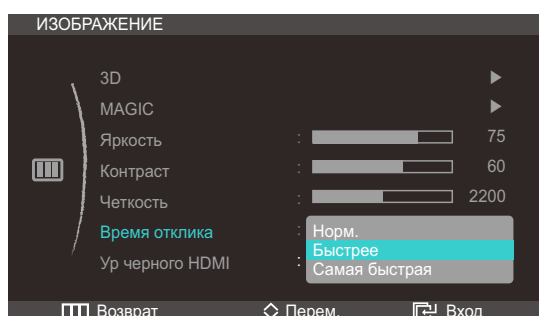 ИЗОБРАЖЕНИЕ
3D
MAGIC
Яркость : 75
Контраст : 60
Четкость : 2200
Время отклика : Норм.
Быстрее
Ур черного HDMI : Самая быстрая
Возврат Перем. Вход